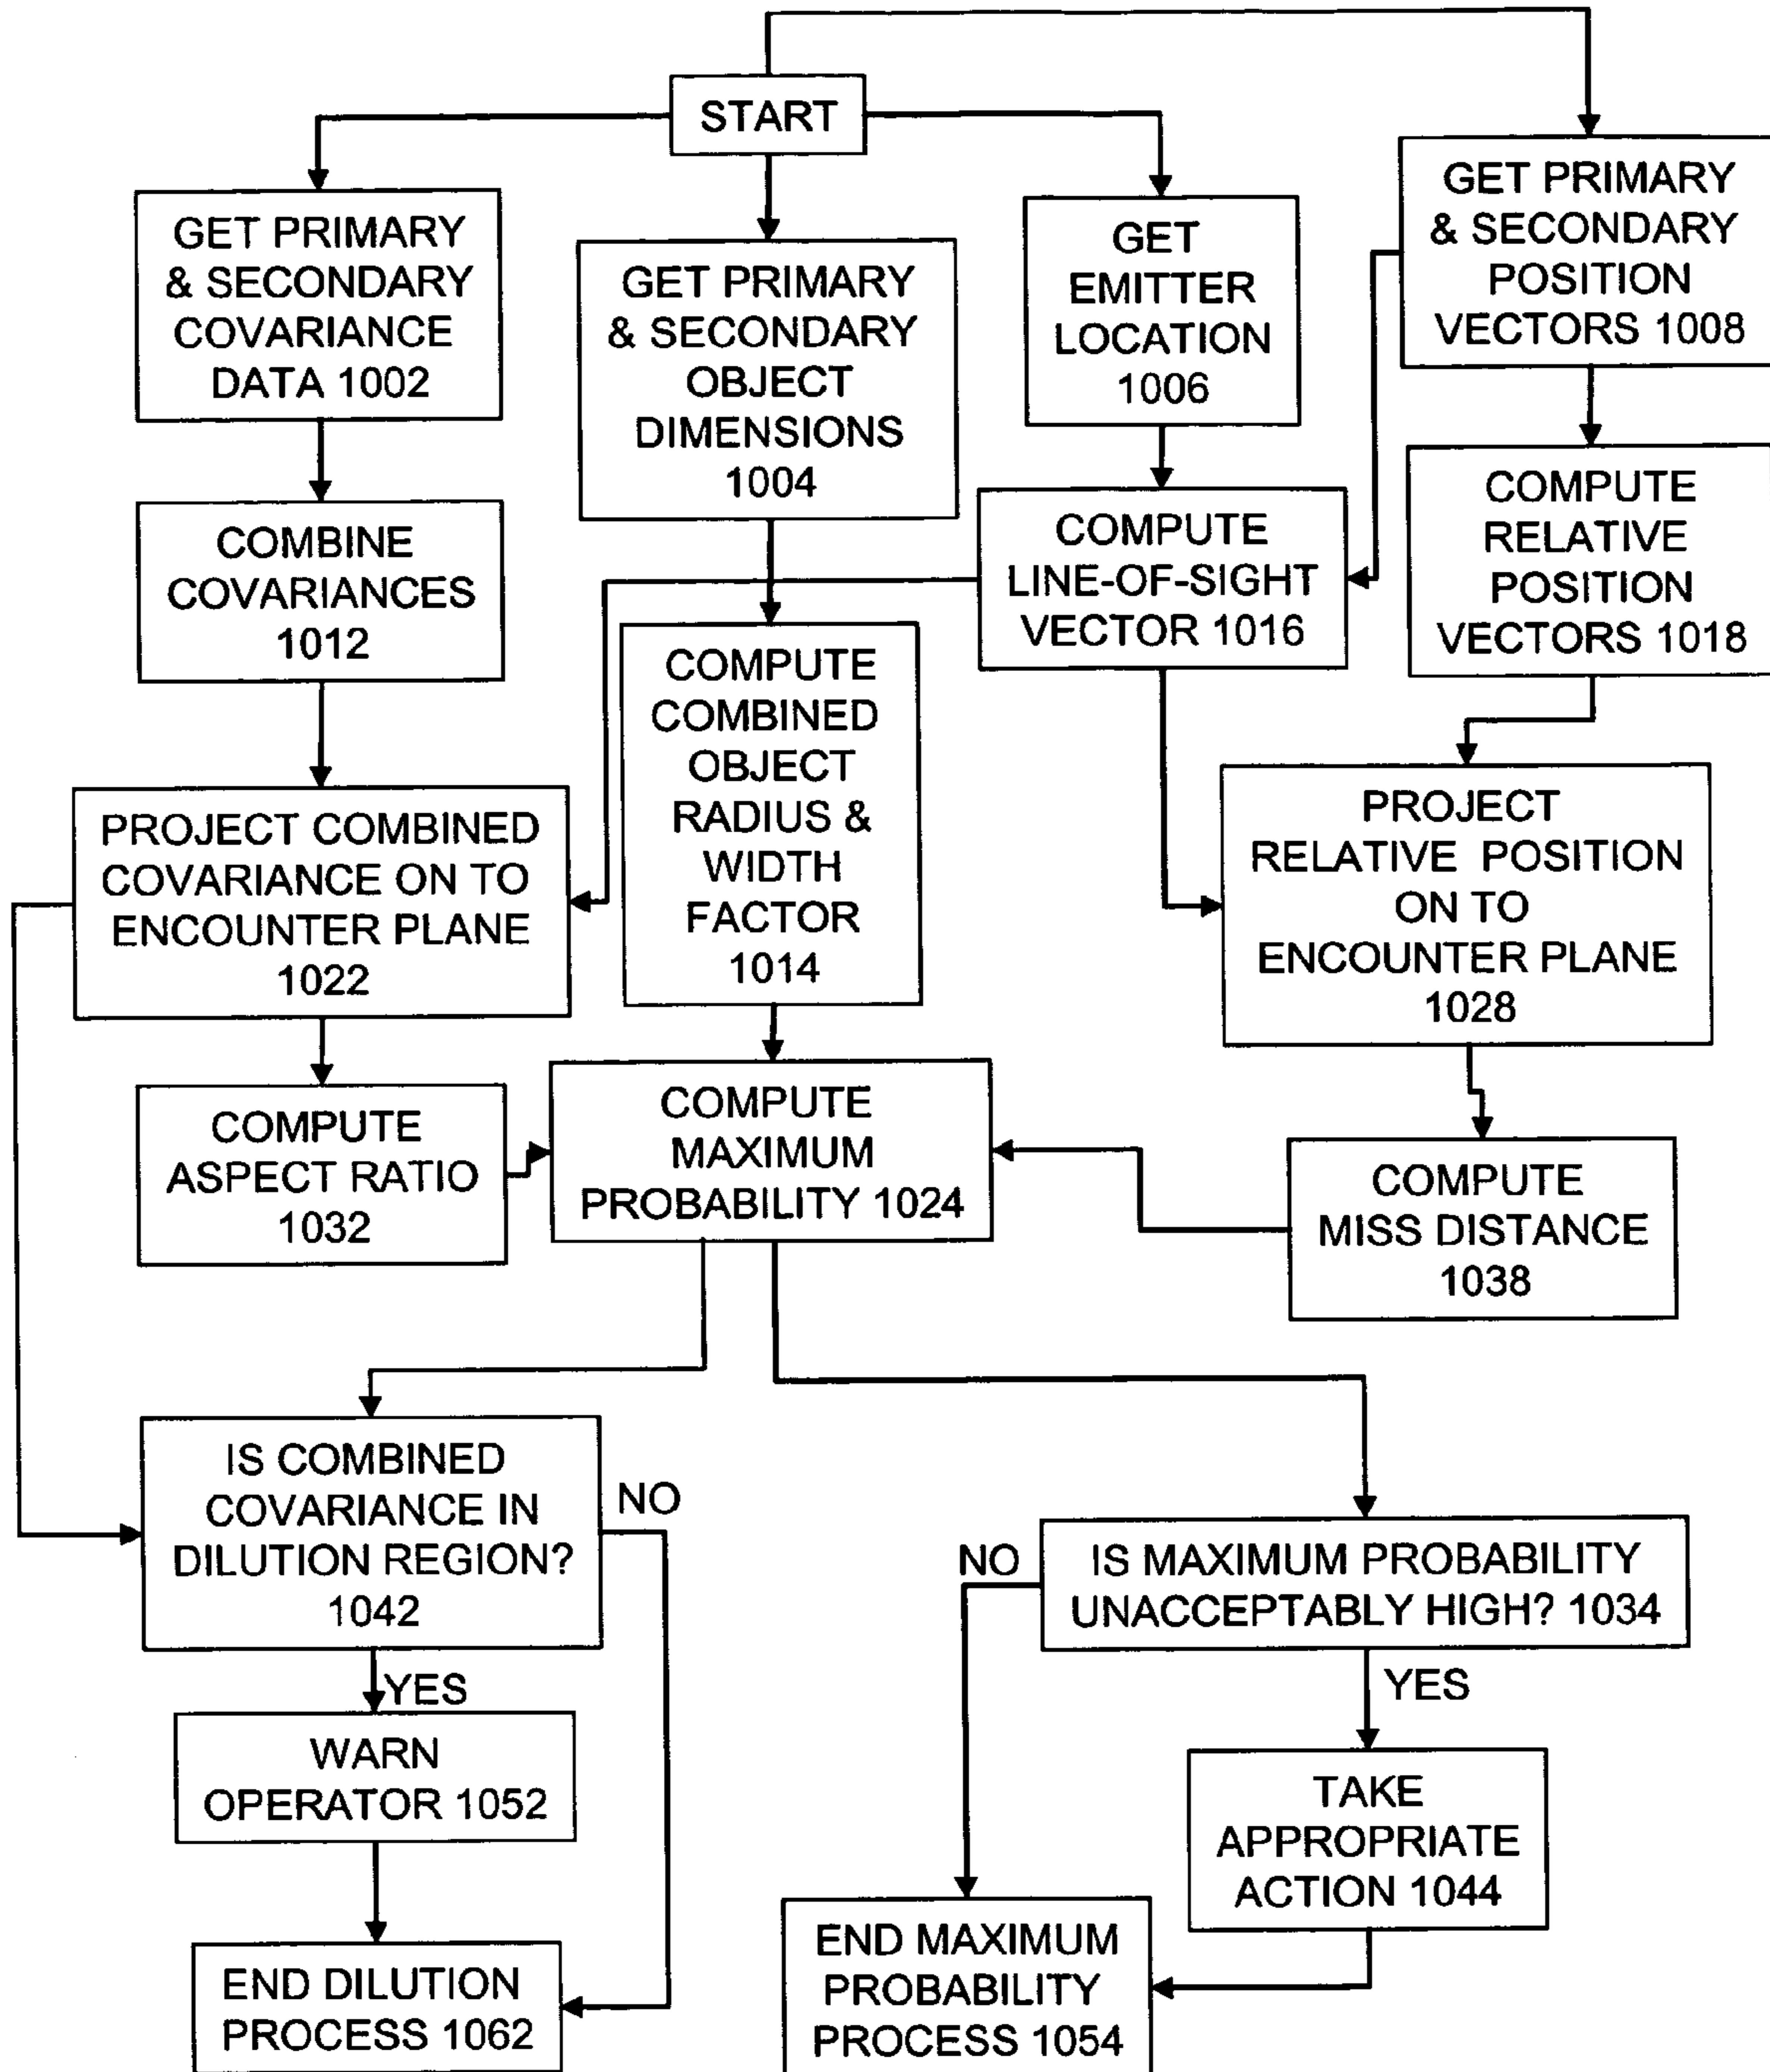 START
GET PRIMARY
& SECONDARY
COVARIANCE
DATA 1002
GET PRIMARY
& SECONDARY
OBJECT
DIMENSIONS
1004
GET
EMITTER
LOCATION
1006
GET PRIMARY
& SECONDARY
POSITION
VECTORS 1008
COMBINE
COVARIANCES
1012
COMPUTE
COMBINED
OBJECT
RADIUS &
WIDTH
FACTOR
1014
COMPUTE
LINE-OF-SIGHT
VECTOR 1016
COMPUTE
RELATIVE
POSITION
VECTORS 1018
PROJECT COMBINED
COVARIANCE ON TO
ENCOUNTER PLANE
1022
PROJECT
RELATIVE POSITION
ON TO
ENCOUNTER PLANE
1028
COMPUTE
ASPECT RATIO
1032
COMPUTE
MAXIMUM
PROBABILITY 1024
COMPUTE
MISS DISTANCE
1038
IS COMBINED
COVARIANCE IN
DILUTION REGION?
1042
NO
YES
IS MAXIMUM PROBABILITY
UNACCEPTABLY HIGH? 1034
NO
YES
WARN
OPERATOR 1052
TAKE
APPROPRIATE
ACTION 1044
END DILUTION
PROCESS 1062
END MAXIMUM
PROBABILITY
PROCESS 1054